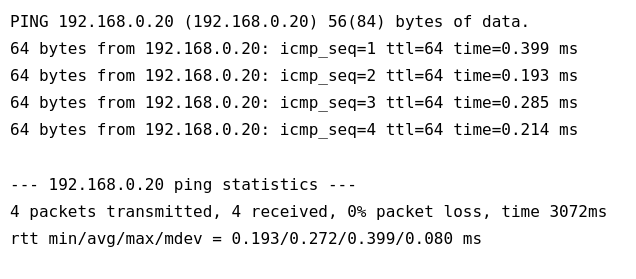 PING 192.168.0.20 (192.168.0.20) 56(84) bytes of data.
64 bytes from 192.168.0.20: icmp_seq=1 ttl=64 time=0.399 ms
64 bytes from 192.168.0.20: icmp_seq=2 ttl=64 time=0.193 ms
64 bytes from 192.168.0.20: icmp_seq=3 ttl=64 time=0.285 ms
64 bytes from 192.168.0.20: icmp_seq=4 ttl=64 time=0.214 ms

--- 192.168.0.20 ping statistics ---
4 packets transmitted, 4 received, 0% packet loss, time 3072ms
rtt min/avg/max/mdev = 0.193/0.272/0.399/0.080 ms